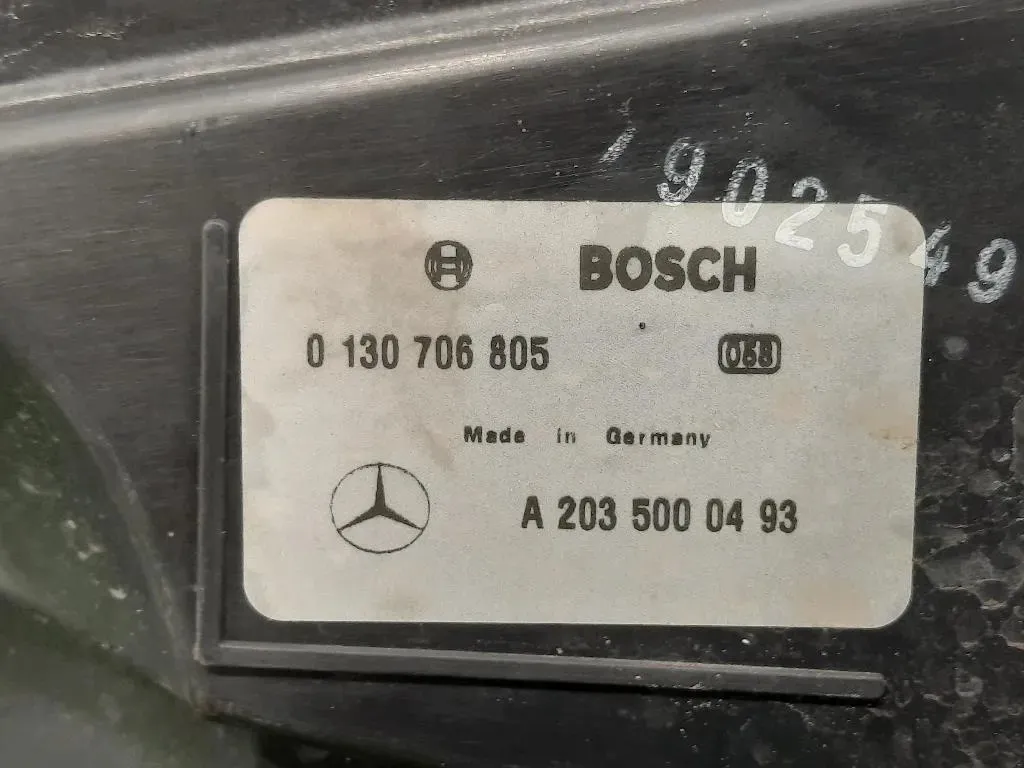 1902549
BOSCH
0 130 706 805 068
Made in Germany
A 203 500 04 93